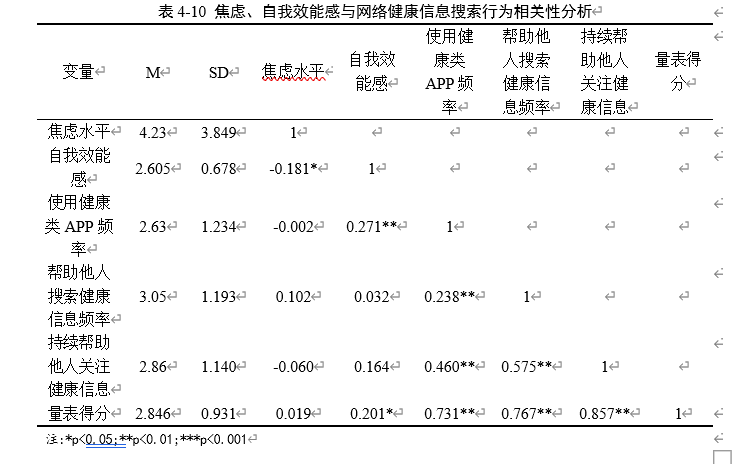 表 4-10 焦虑、自我效能感与网络健康信息搜索行为相关性分析
变量 M SD 焦虑水平 自我效能感 使用健康类 APP 频率 帮助他人搜索健康信息频率 持续帮助他人关注健康信息 量表得分
焦虑水平 4.23 3.849 1
自我效能感 2.605 0.678 -0.181* 1
使用健康类 APP 频率 2.63 1.234 -0.002 0.271** 1
帮助他人搜索健康信息频率 3.05 1.193 0.102 0.032 0.238** 1
持续帮助他人关注健康信息 2.86 1.140 -0.060 0.164 0.460** 0.575** 1
量表得分 2.846 0.931 0.019 0.201* 0.731** 0.767** 0.857** 1
注:*p<0.05;**p<0.01;***p<0.001